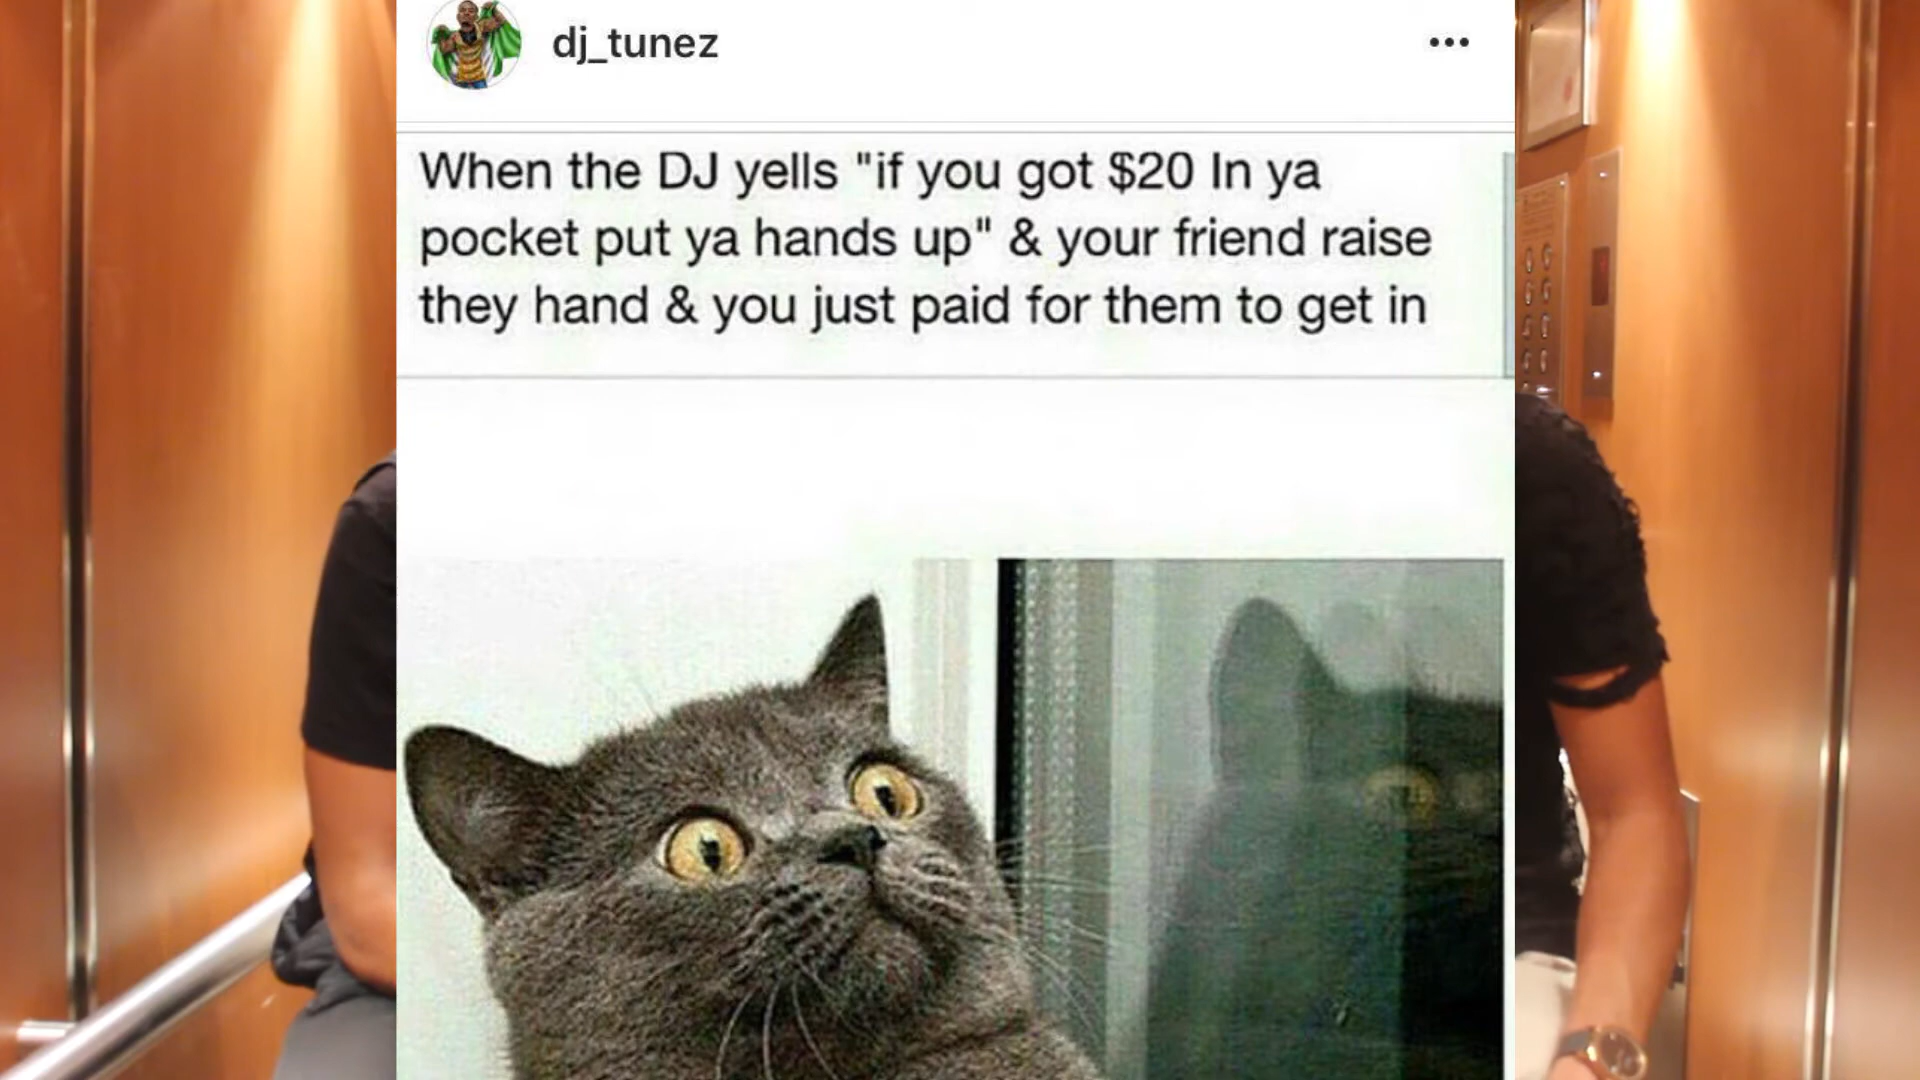 dj_tunez
When the DJ yells "if you got $20 In ya
pocket put ya hands up" & your friend raise
they hand & you just paid for them to get in